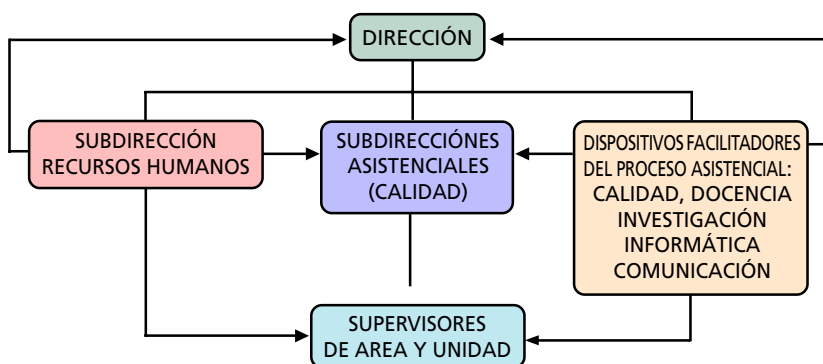 DIRECCIÓN
SUBDIRECCIÓN
RECURSOS HUMANOS
SUBDIRECCIÓNES
ASISTENCIALES
(CALIDAD)
DISPOSITIVOS FACILITADORES
DEL PROCESO ASISTENCIAL:
CALIDAD, DOCENCIA
INVESTIGACIÓN
INFORMÁTICA
COMUNICACIÓN
SUPERVISORES
DE AREA Y UNIDAD